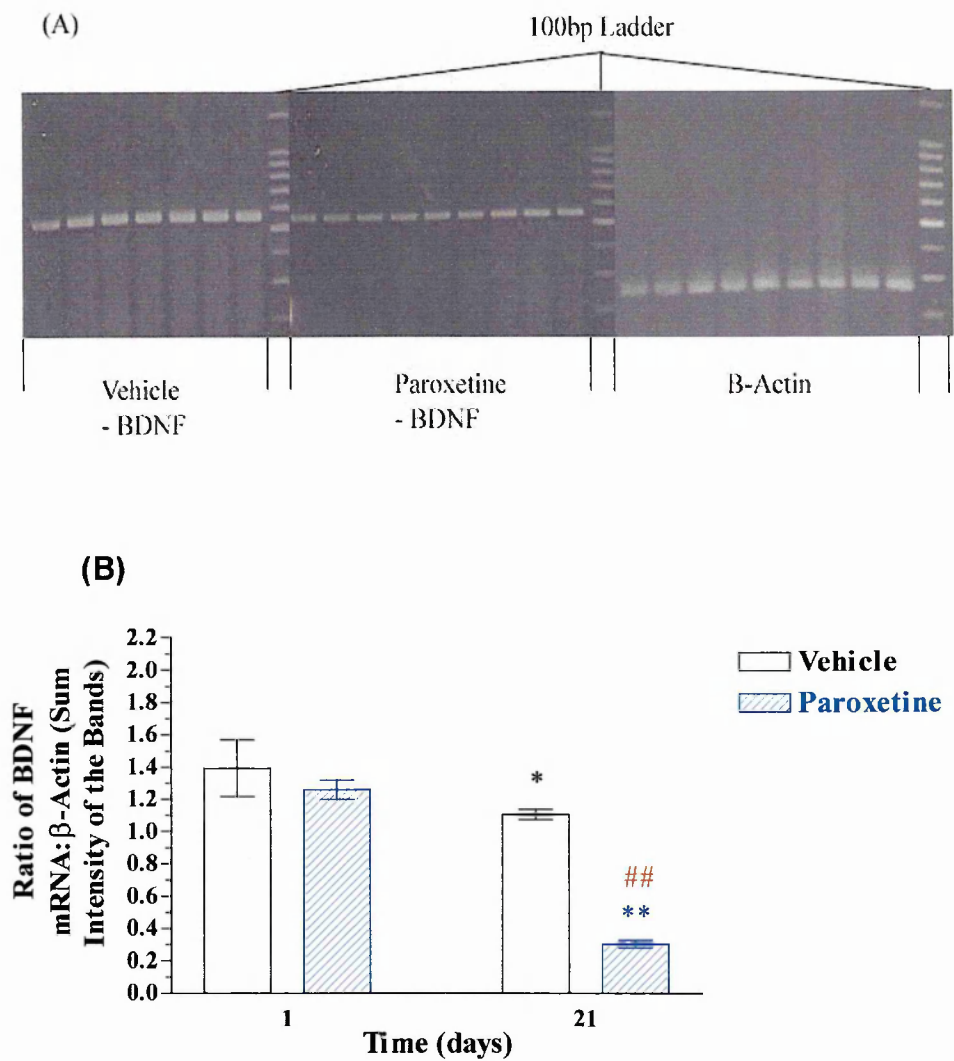 (A)
100bp Ladder
Vehicle
- BDNF
Paroxetine
- BDNF
B-Actin
(B)
Ratio of BDNF
mRNA:β-Actin (Sum
Intensity of the Bands)
2.2
2.0
1.8
1.6
1.4
1.2
1.0
0.8
0.6
0.4
0.2
0.0
Vehicle
Paroxetine
*
##
**
1
21
Time (days)